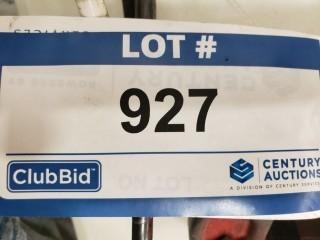 LOT #
927
ClubBid
CENTURY
AUCTIONS
A DIVISION OF CENTURY SERVICES